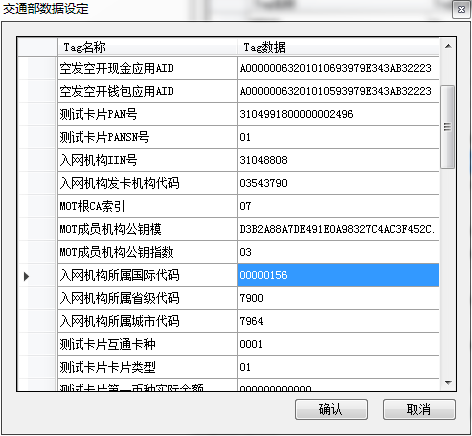 交通部数据设定
Tag名称 Tag数据
空发空开现金应用AID A00000063201010693979E343AB32223
空发空开钱包应用AID A00000063201010593979E343AB32223
测试卡片PAN号 3104991800000002496
测试卡片PANSN号 01
入网机构IIN号 31048808
入网机构发卡机构代码 03543790
MOT根CA索引 07
MOT成员机构公钥模 D3B2A88A7DE491E0A98327C4AC3F452C.
MOT成员机构公钥指数 03
入网机构所属国际代码 00000156
入网机构所属省级代码 7900
入网机构所属城市代码 7964
测试卡片互通卡种 0001
测试卡片卡片类型 01
测试卡片第一币种实际余额 000000000000
确认 取消